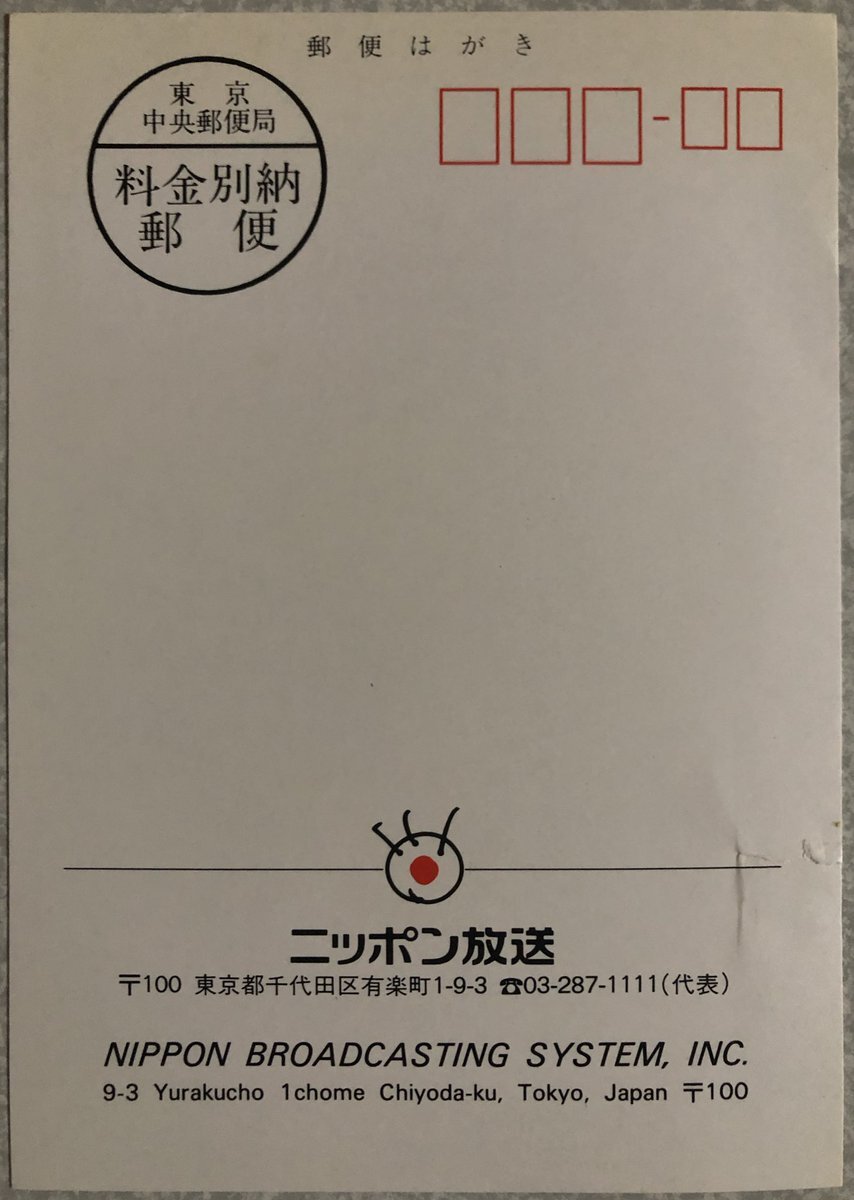 郵便はがき
東京
中央郵便局
料金別納
郵便
ニッポン放送
〒100 東京都千代田区有楽町1-9-3 ☎03-287-1111(代表)
NIPPON BROADCASTING SYSTEM, INC.
9-3 Yurakucho 1chome Chiyoda-ku, Tokyo, Japan 〒100